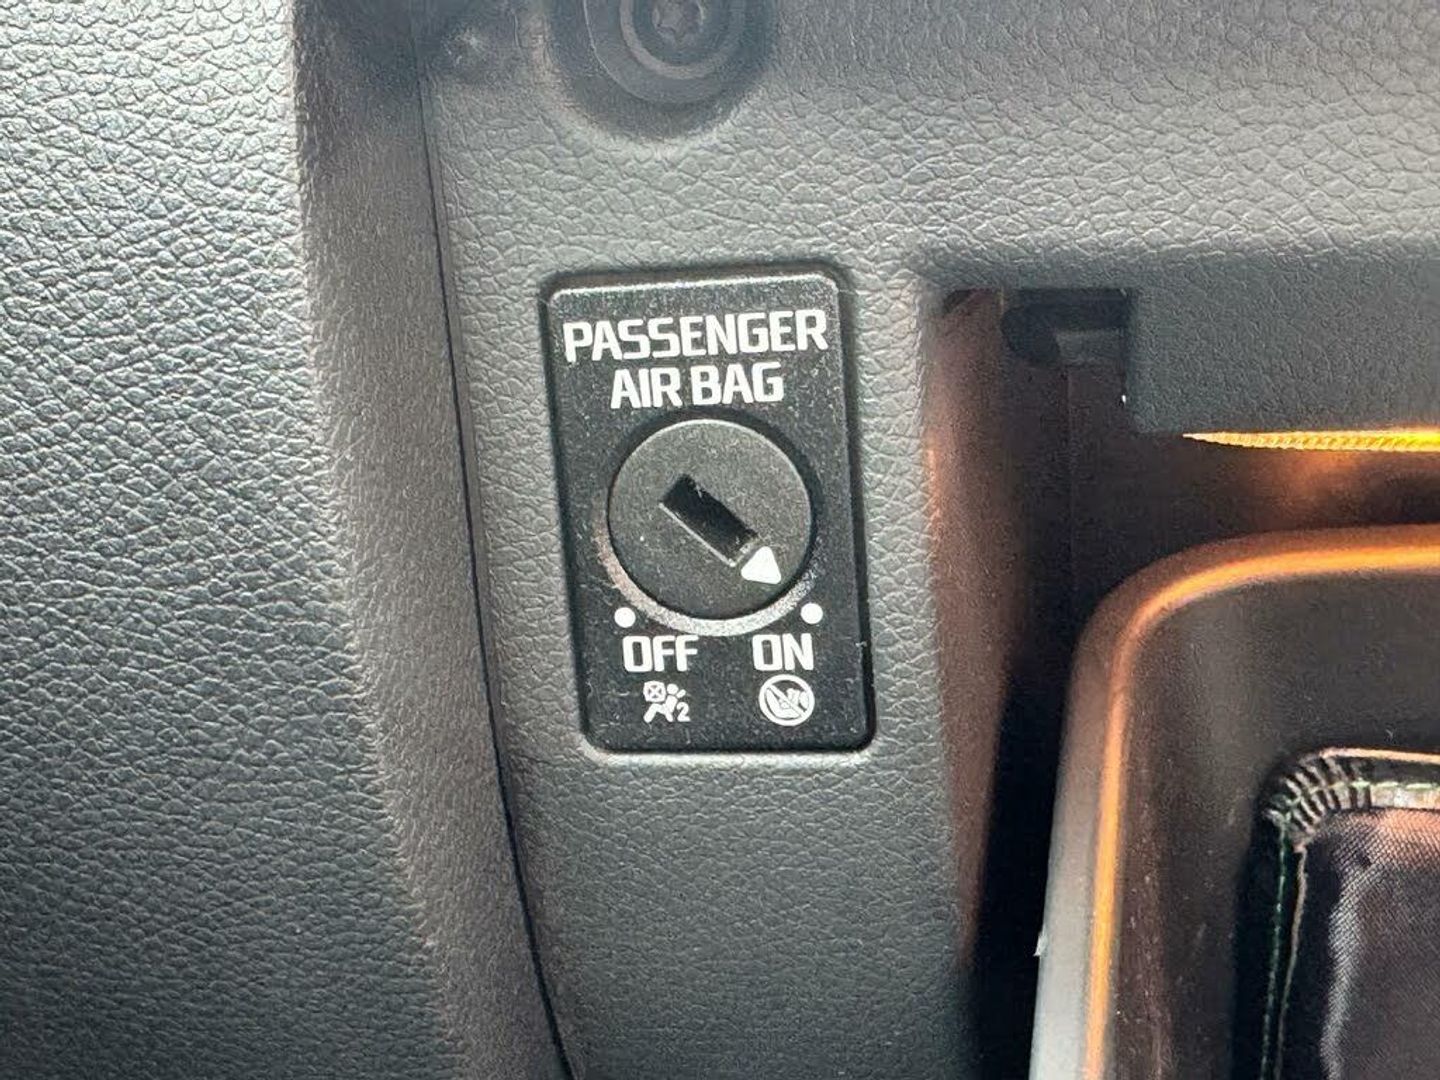 PASSENGER
AIR BAG
OFF ON
2